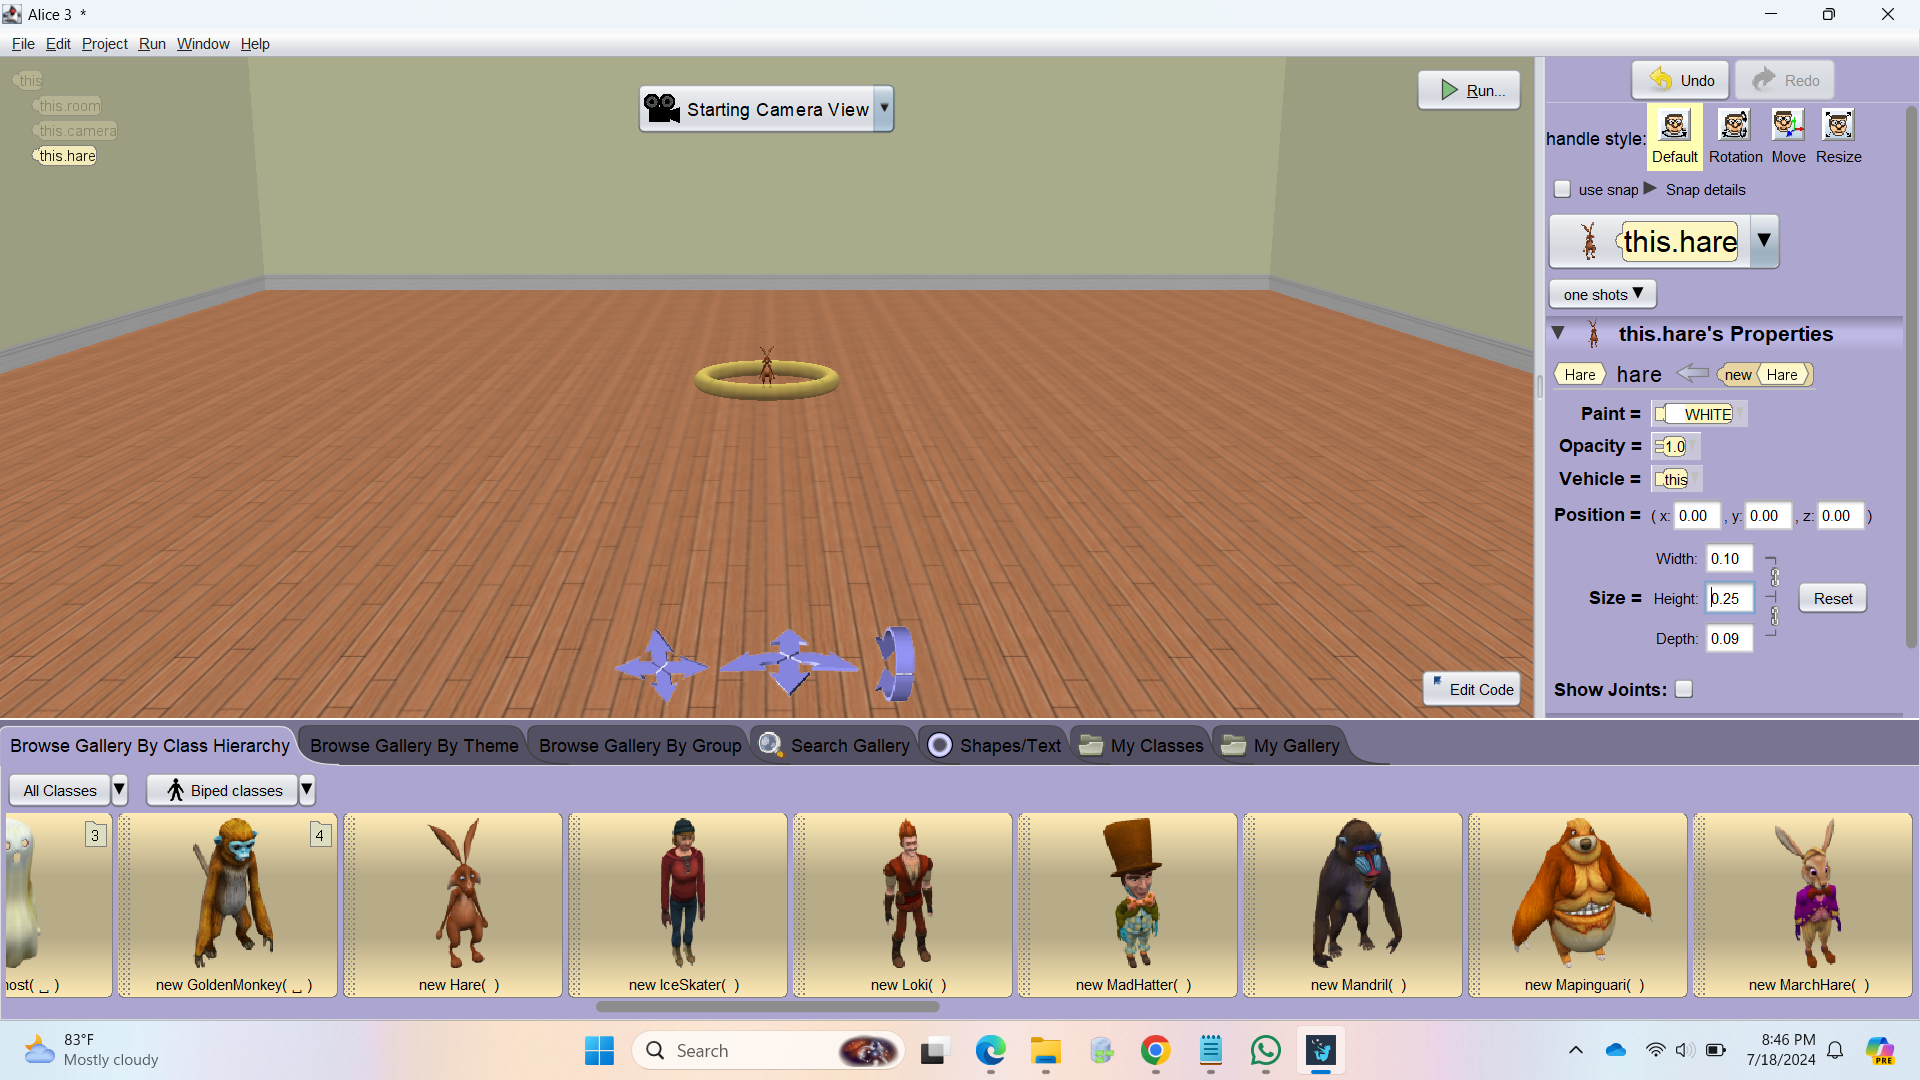 Alice 3 *
File Edit Project Run Window Help
this
this.room
this.camera
this.hare
Starting Camera View
Run...
Undo
Redo
handle style:
Default Rotation Move Resize
use snap Snap details
this.hare
one shots
this.hare's Properties
Hare hare new Hare
Paint = WHITE
Opacity = 1.0
Vehicle = this
Position = ( x: 0.00 , y: 0.00 , z: 0.00 )
Width: 0.10
Size = Height: 0.25 Reset
Depth: 0.09
Show Joints:
Edit Code
Browse Gallery By Class Hierarchy Browse Gallery By Theme Browse Gallery By Group Search Gallery Shapes/Text My Classes My Gallery
All Classes Biped classes
3 4
ost( ␣ ) new GoldenMonkey( ␣ ) new Hare( ) new IceSkater( ) new Loki( ) new MadHatter( ) new Mandril( ) new Mapinguari( ) new MarchHare( )
83°F
Mostly cloudy
Search
8:46 PM
7/18/2024
PRE